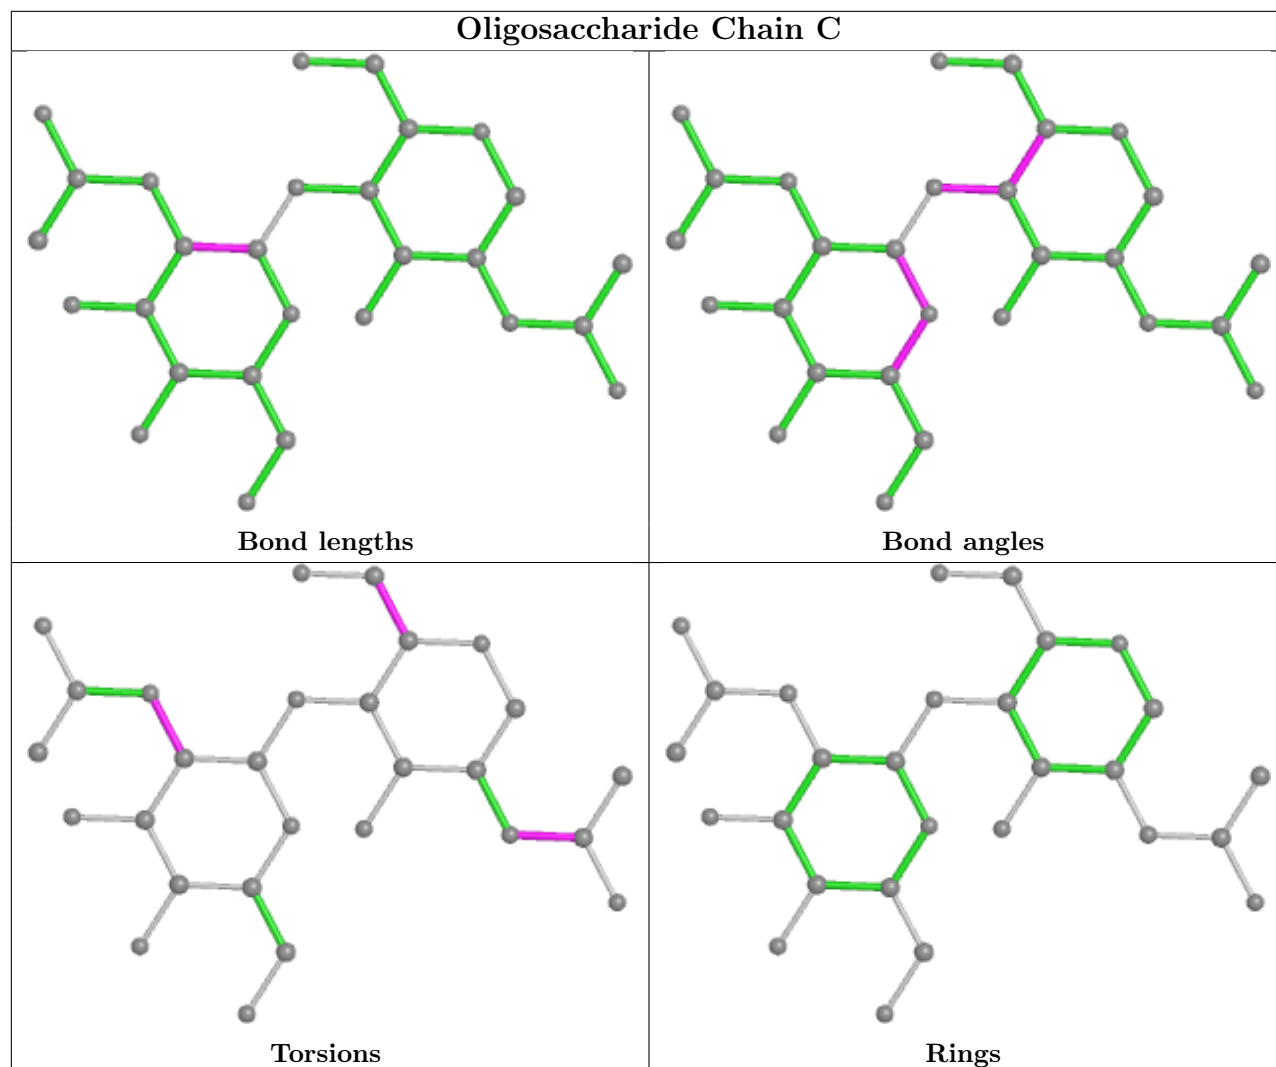 Oligosaccharide Chain C
Bond lengths
Bond angles
Torsions
Rings